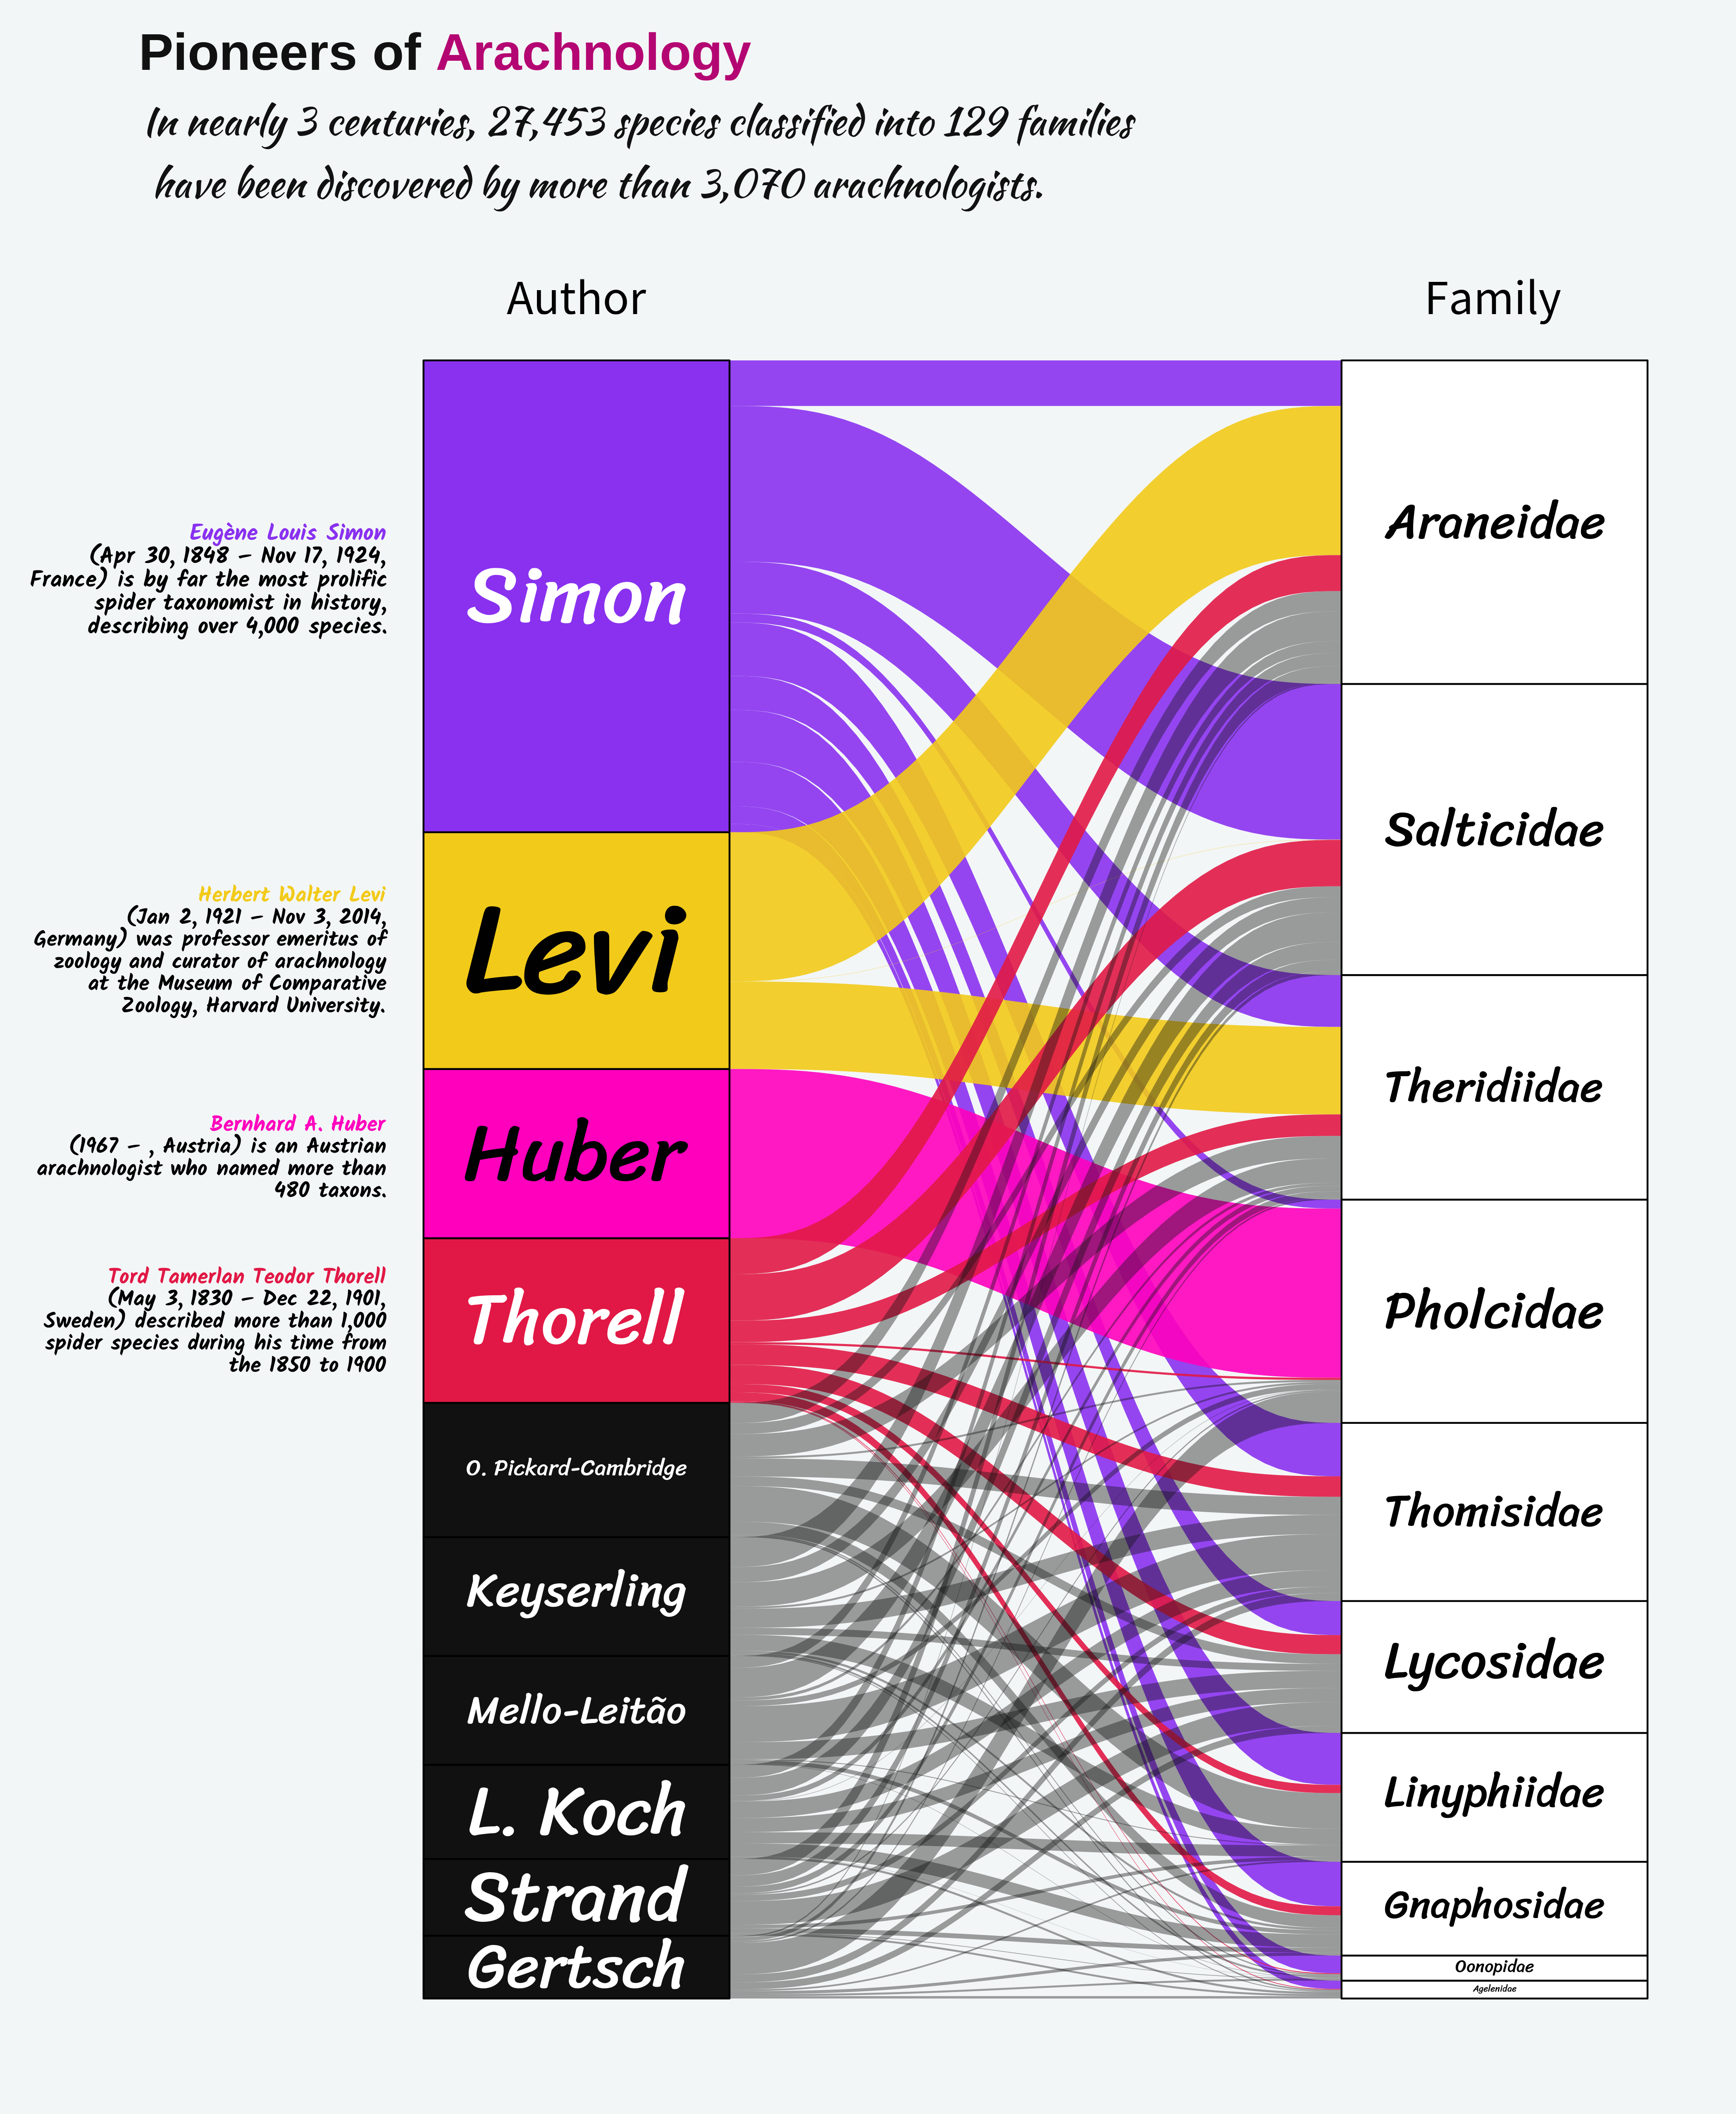 Pioneers of Arachnology
In nearly 3 centuries, 27,453 species classified into 129 families
have been discovered by more than 3,070 arachnologists.
Author
Family
Eugène Louis Simon
(Apr 30, 1848 – Nov 17, 1924,
France) is by far the most prolific
spider taxonomist in history,
describing over 4,000 species.
Herbert Walter Levi
(Jan 2, 1921 – Nov 3, 2014,
Germany) was professor emeritus of
zoology and curator of arachnology
at the Museum of Comparative
Zoology, Harvard University.
Bernhard A. Huber
(1967 – , Austria) is an Austrian
arachnologist who named more than
480 taxons.
Tord Tamerlan Teodor Thorell
(May 3, 1830 – Dec 22, 1901,
Sweden) described more than 1,000
spider species during his time from
the 1850 to 1900
Simon
Levi
Huber
Thorell
O. Pickard-Cambridge
Keyserling
Mello-Leitão
L. Koch
Strand
Gertsch
Araneidae
Salticidae
Theridiidae
Pholcidae
Thomisidae
Lycosidae
Linyphiidae
Gnaphosidae
Oonopidae
Agelenidae